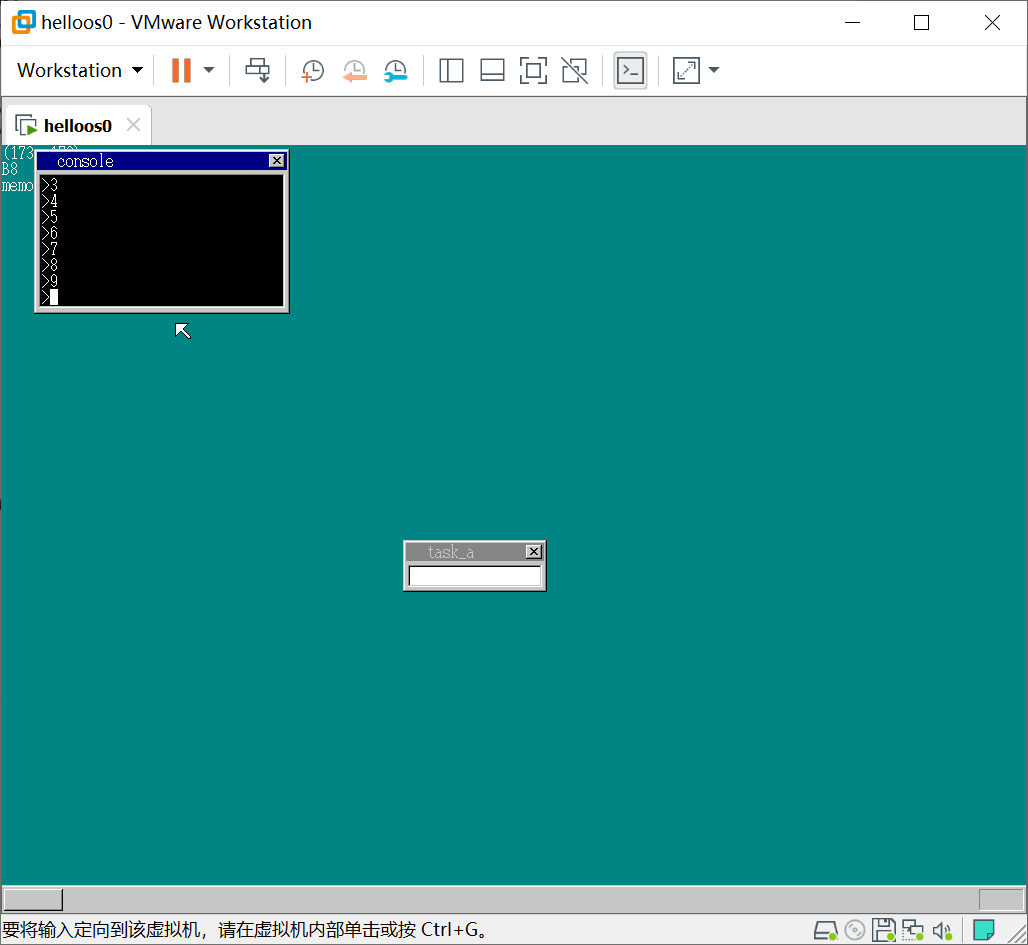 helloos0 - VMware Workstation
Workstation
helloos0
(173
B8
memo
console
>3
>4
>5
>6
>7
>8
>9
>
task_a
要将输入定向到该虚拟机，请在虚拟机内部单击或按 Ctrl+G。